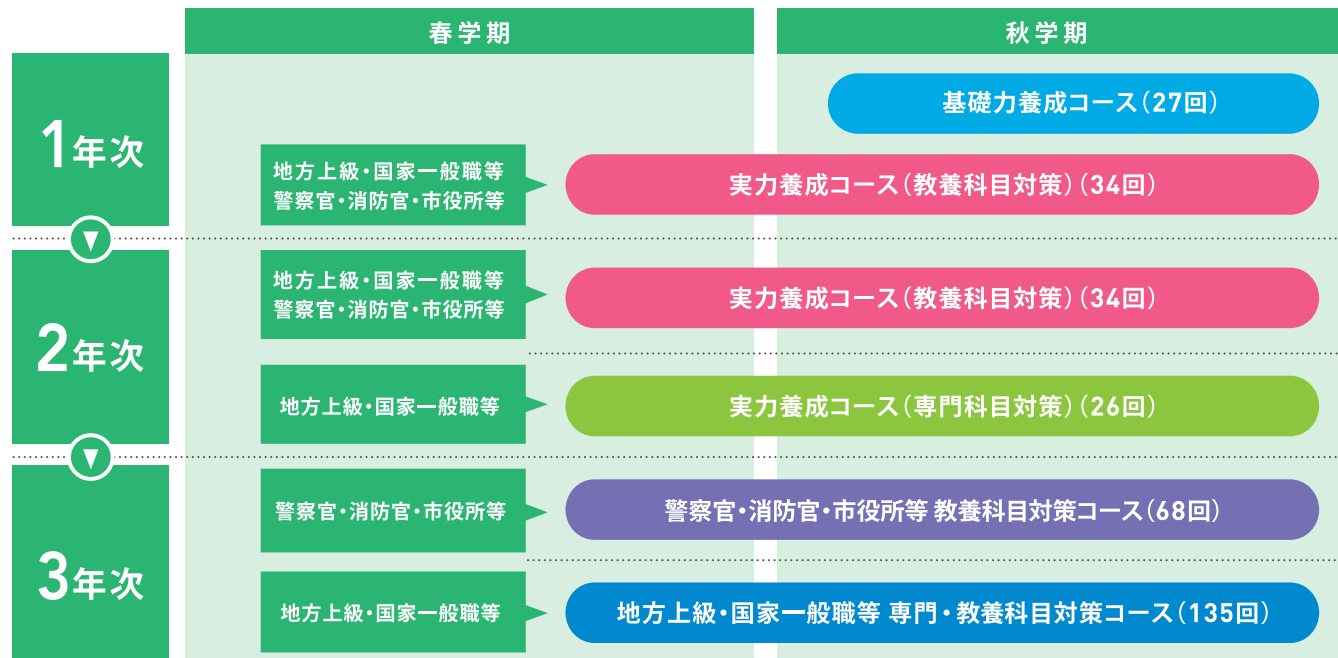 春学期
秋学期
1年次
基礎力養成コース（27回）
地方上級・国家一般職等
警察官・消防官・市役所等
実力養成コース（教養科目対策）（34回）
2年次
地方上級・国家一般職等
警察官・消防官・市役所等
実力養成コース（教養科目対策）（34回）
地方上級・国家一般職等
実力養成コース（専門科目対策）（26回）
3年次
警察官・消防官・市役所等
警察官・消防官・市役所等 教養科目対策コース（68回）
地方上級・国家一般職等
地方上級・国家一般職等 専門・教養科目対策コース（135回）